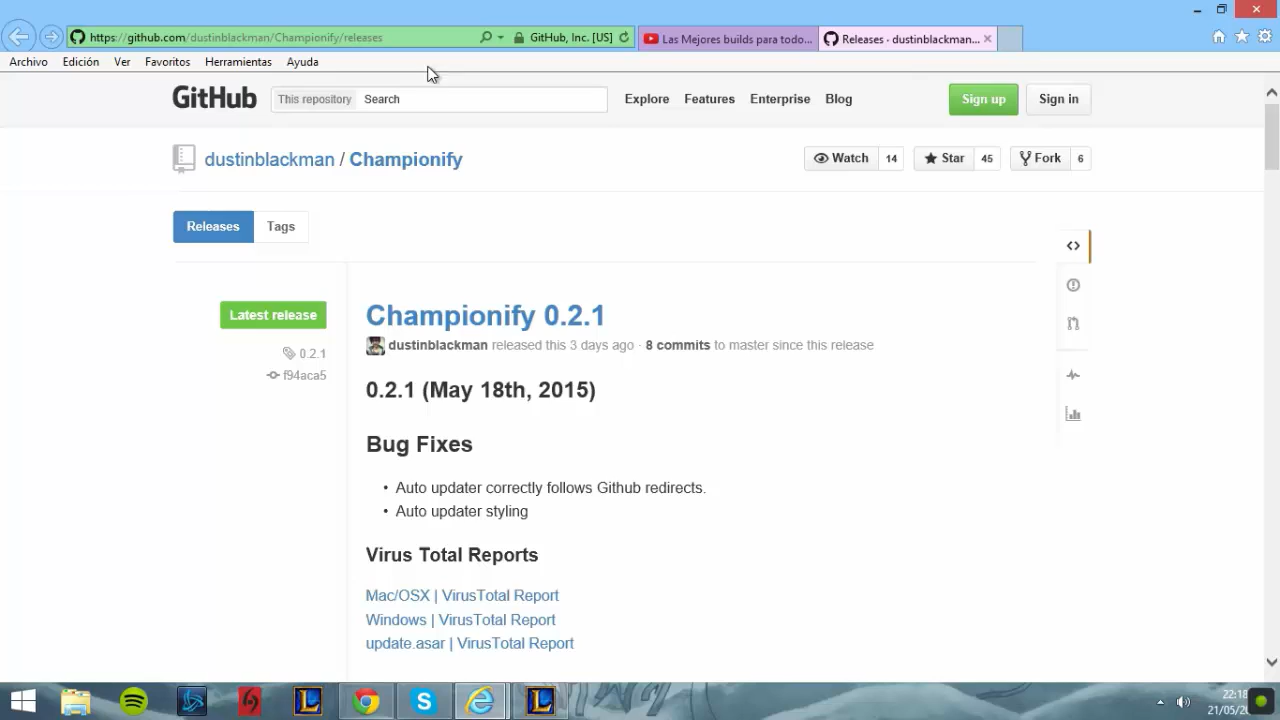 https://github.com/dustinblackman/Championify/releases
GitHub, Inc. [US]
Las Mejores builds para todo...
Releases · dustinblackman...
Archivo Edición Ver Favoritos Herramientas Ayuda
GitHub This repository Search Explore Features Enterprise Blog Sign up Sign in
dustinblackman / Championify Watch 14 Star 45 Fork 6
Releases Tags
Latest release
0.2.1
f94aca5
Championify 0.2.1
dustinblackman released this 3 days ago · 8 commits to master since this release
0.2.1 (May 18th, 2015)
Bug Fixes
• Auto updater correctly follows Github redirects.
• Auto updater styling
Virus Total Reports
Mac/OSX | VirusTotal Report
Windows | VirusTotal Report
update.asar | VirusTotal Report
22:18
21/05/